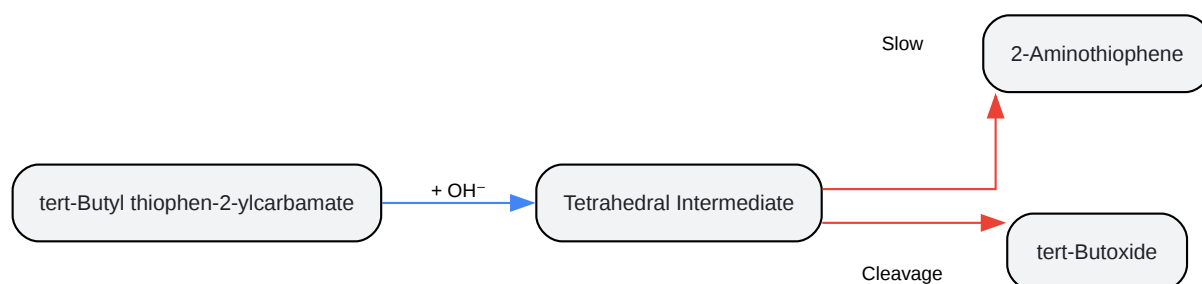 Slow
2-Aminothiophene
tert-Butyl thiophen-2-ylcarbamate
+ OH⁻
Tetrahedral Intermediate
tert-Butoxide
Cleavage